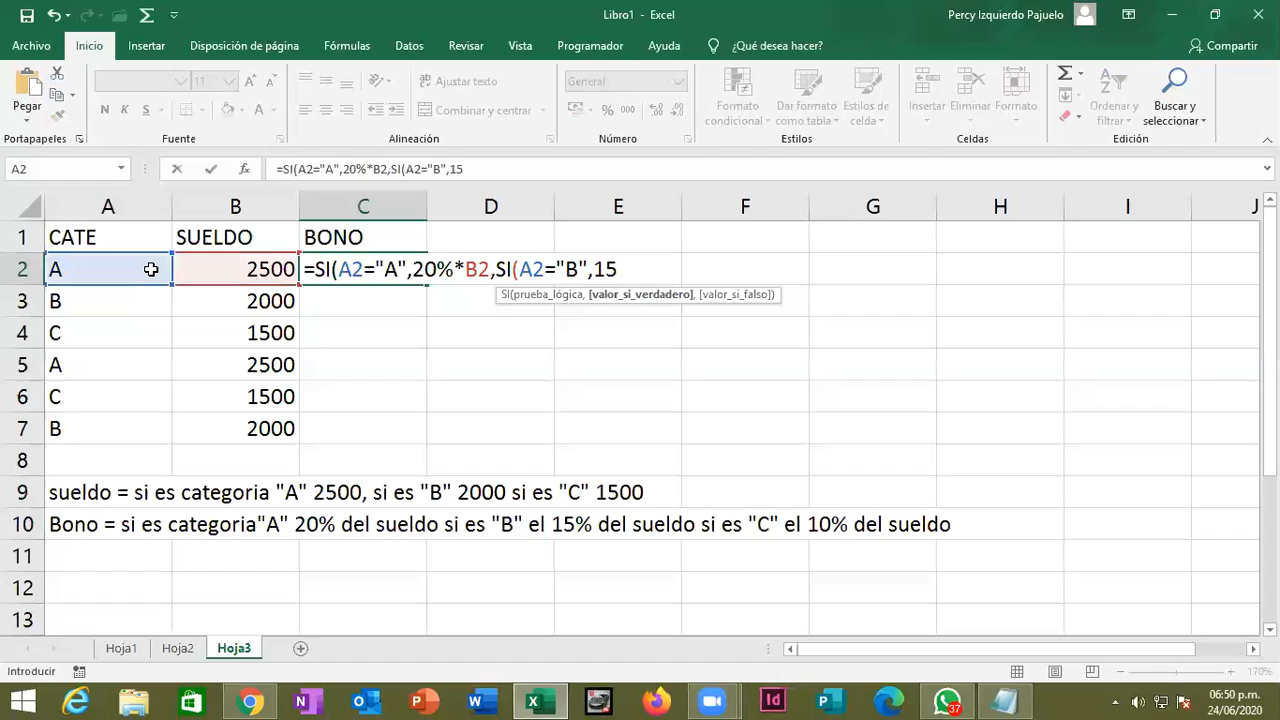 Libro1 - Excel
Percy Izquierdo Pajuelo
Archivo Inicio Insertar Disposición de página Fórmulas Datos Revisar Vista Programador Ayuda ¿Qué desea hacer? Compartir
Pegar
N K S
11
A A
Ajustar texto
Combinar y centrar
General
% 000
Formato condicional
Dar formato como tabla
Estilos de celda
Insertar Eliminar Formato
Ordenar y filtrar
Buscar y seleccionar
Portapapeles Fuente Alineación Número Estilos Celdas Edición
A2 fx =SI(A2="A",20%*B2,SI(A2="B",15
A B C D E F G H I J
1 CATE SUELDO BONO
2 A 2500 =SI(A2="A",20%*B2,SI(A2="B",15
SI(prueba_lógica, [valor_si_verdadero], [valor_si_falso])
3 B 2000
4 C 1500
5 A 2500
6 C 1500
7 B 2000
8
9 sueldo = si es categoria "A" 2500, si es "B" 2000 si es "C" 1500
10 Bono = si es categoria"A" 20% del sueldo si es "B" el 15% del sueldo si es "C" el 10% del sueldo
11
12
13
Hoja1 Hoja2 Hoja3
Introducir
170%
37
06:50 p.m.
24/06/2020